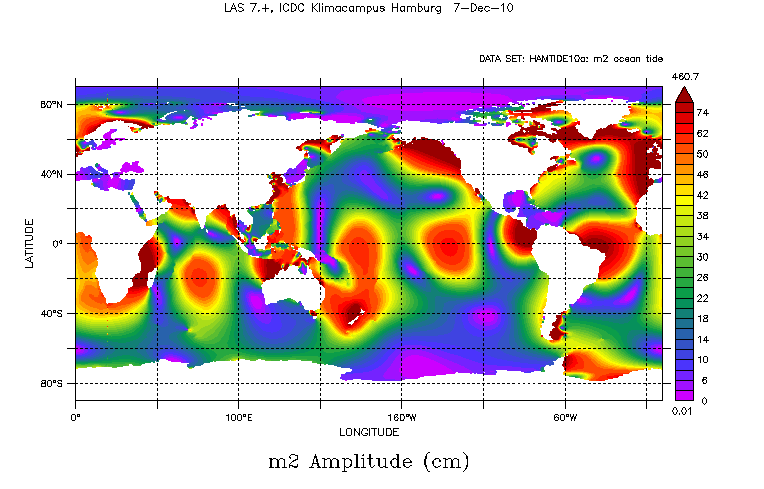 LAS 7.+, ICDC Klimacampus Hamburg 7-Dec-10
DATA SET: HAMTIDE10a: m2 ocean tide
460.7
80°N
74
62
50
40°N
46
42
38
LATITUDE
0°
34
30
26
22
40°S
18
14
10
80°S
6
0
0.01
0° 100°E 160°W 60°W
LONGITUDE
m2 Amplitude (cm)